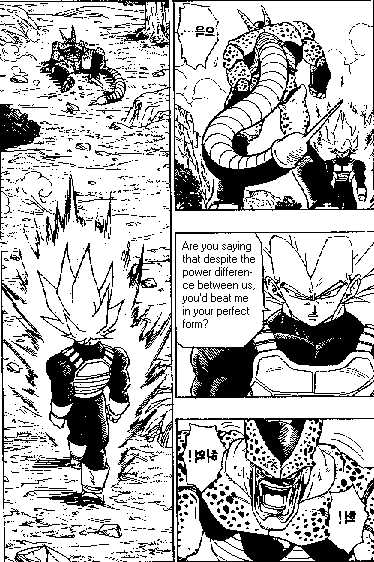 Are you saying
that despite the
power differen-
ce between us,
you'd beat me
in your perfect
form?